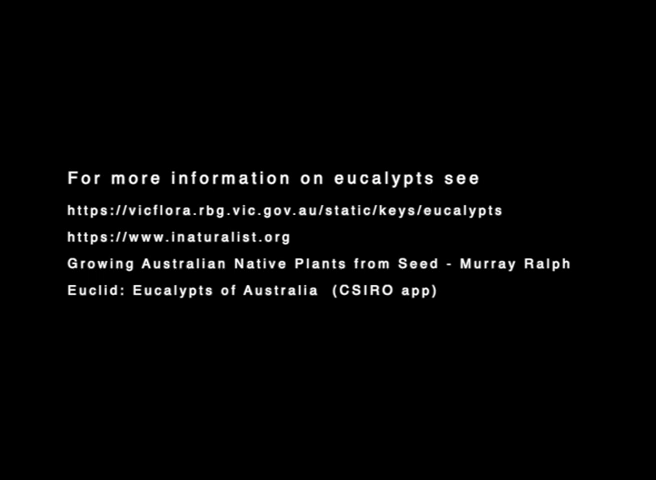 For more information on eucalypts see
https://vicflora.rbg.vic.gov.au/static/keys/eucalypts
https://www.inaturalist.org
Growing Australian Native Plants from Seed - Murray Ralph
Euclid: Eucalypts of Australia (CSIRO app)